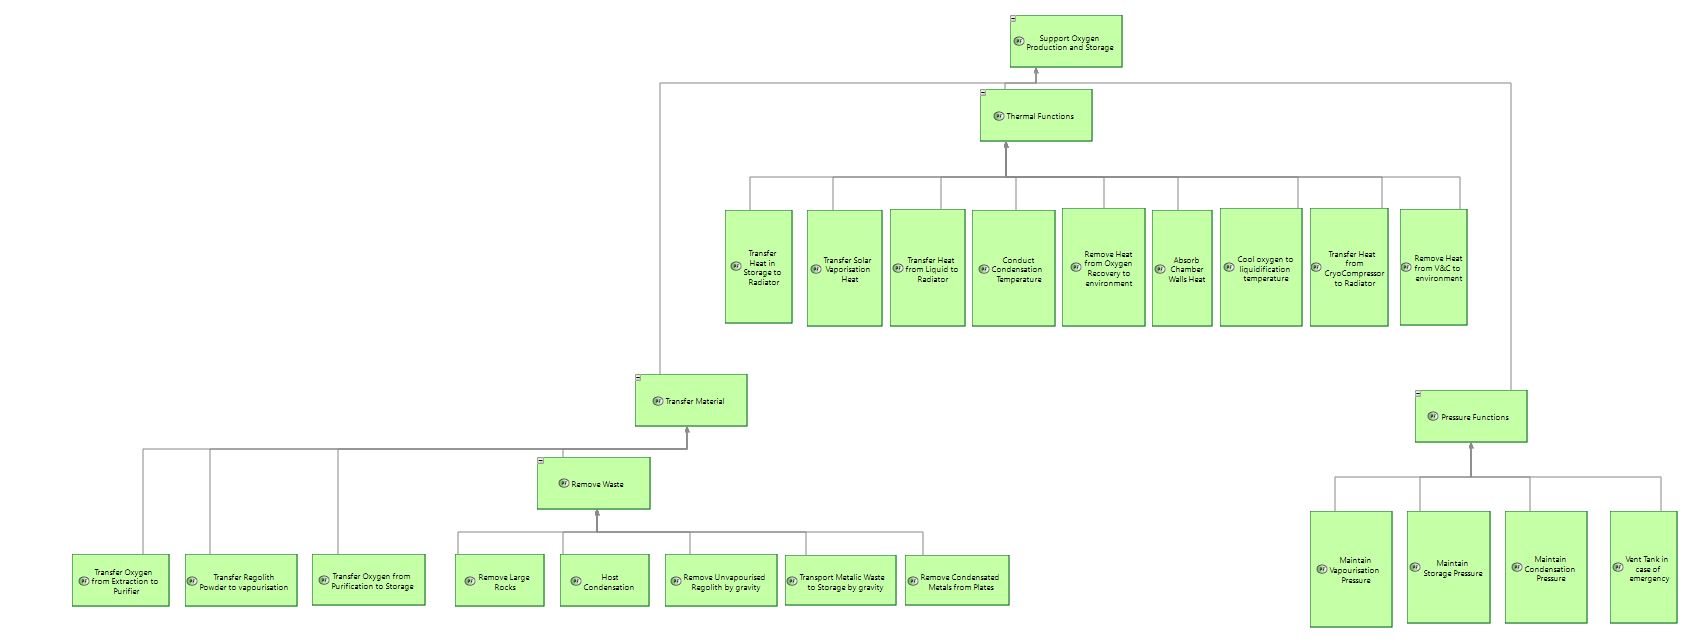 Support Oxygen
Production and Storage
Thermal Functions
Transfer
Heat in
Storage to
Radiator
Transfer Solar
Vaporisation
Heat
Transfer Heat
from Liquid to
Radiator
Conduct
Condensation
Temperature
Remove Heat
from Oxygen
Recovery to
environment
Absorb
Chamber
Walls Heat
Cool oxygen to
liquidification
temperature
Transfer Heat
from
CryoCompressor
to Radiator
Remove Heat
from V&C to
environment
Transfer Material
Pressure Functions
Remove Waste
Transfer Oxygen
from Extraction to
Purifier
Transfer Regolith
Powder to vapourisation
Transfer Oxygen from
Purification to Storage
Remove Large
Rocks
Host
Condensation
Remove Unvapourised
Regolith by gravity
Transport Metalic Waste
to Storage by gravity
Remove Condensated
Metals from Plates
Maintain
Vapourisation
Pressure
Maintain
Storage Pressure
Maintain
Condensation
Pressure
Vent Tank in
case of
emergency